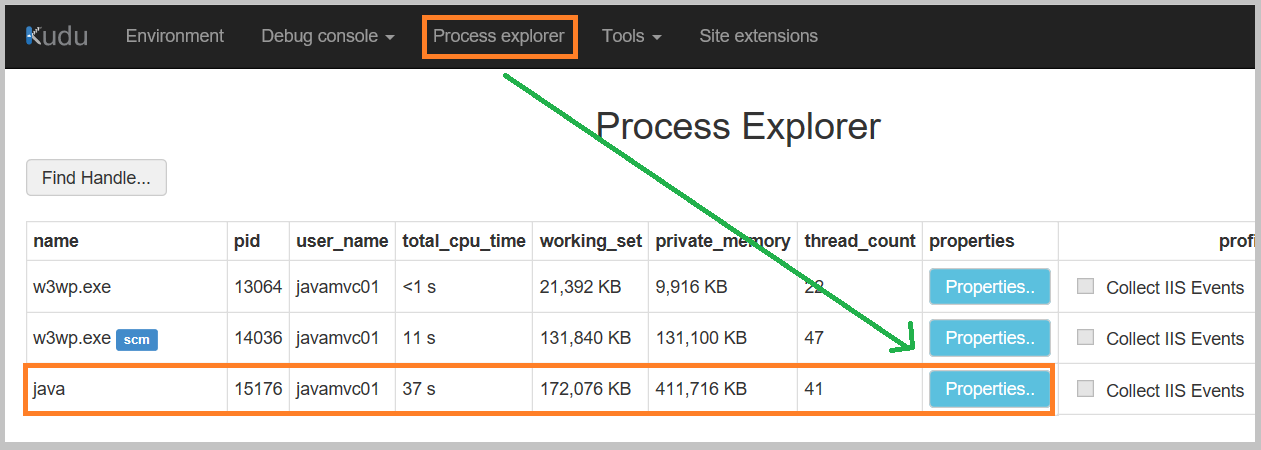 Kudu Environment Debug console Process explorer Tools Site extensions
Process Explorer
Find Handle...
name pid user_name total_cpu_time working_set private_memory thread_count properties profi
w3wp.exe 13064 javamvc01 <1 s 21,392 KB 9,916 KB 22 Properties.. Collect IIS Events
w3wp.exe scm 14036 javamvc01 11 s 131,840 KB 131,100 KB 47 Properties.. Collect IIS Events
java 15176 javamvc01 37 s 172,076 KB 411,716 KB 41 Properties.. Collect IIS Events